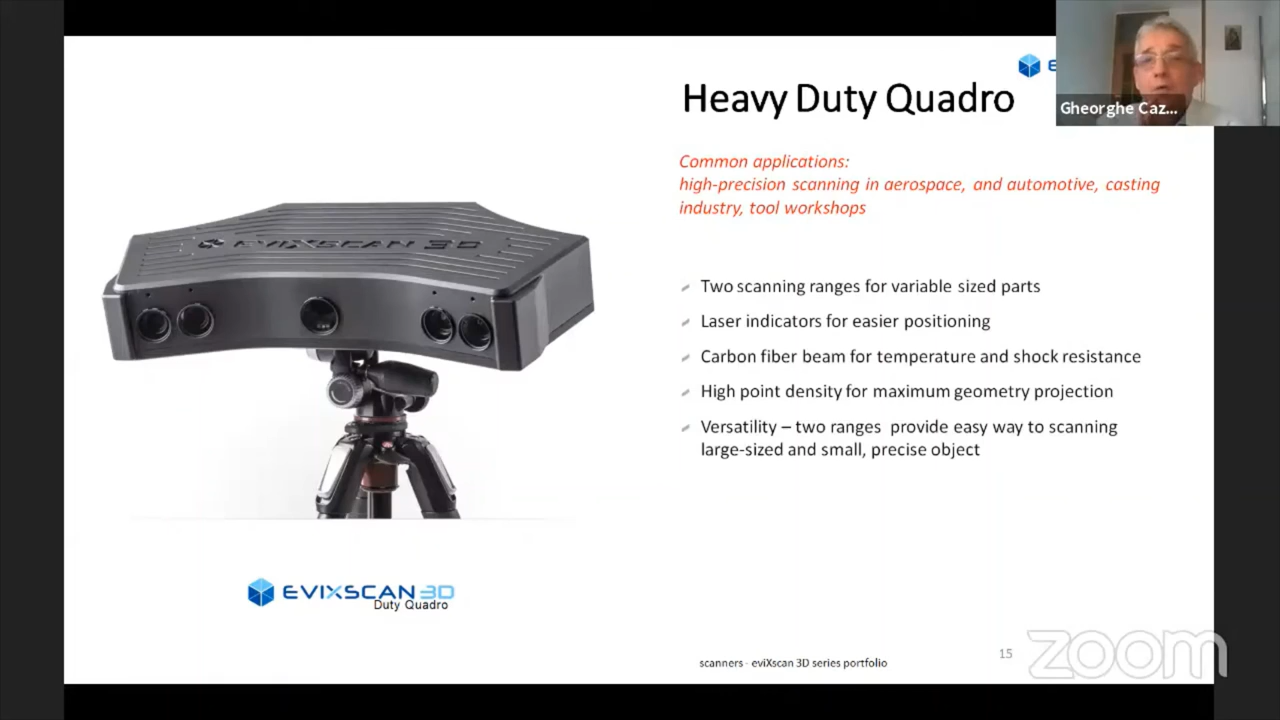 Heavy Duty Quadro
E
Gheorghe Caz...
Common applications:
high-precision scanning in aerospace, and automotive, casting
industry, tool workshops
EVIXSCAN 3D
Two scanning ranges for variable sized parts
Laser indicators for easier positioning
Carbon fiber beam for temperature and shock resistance
High point density for maximum geometry projection
Versatility – two ranges provide easy way to scanning
large-sized and small, precise object
EVIXSCAN 3D
Duty Quadro
scanners - eviXscan 3D series portfolio
15
zoom